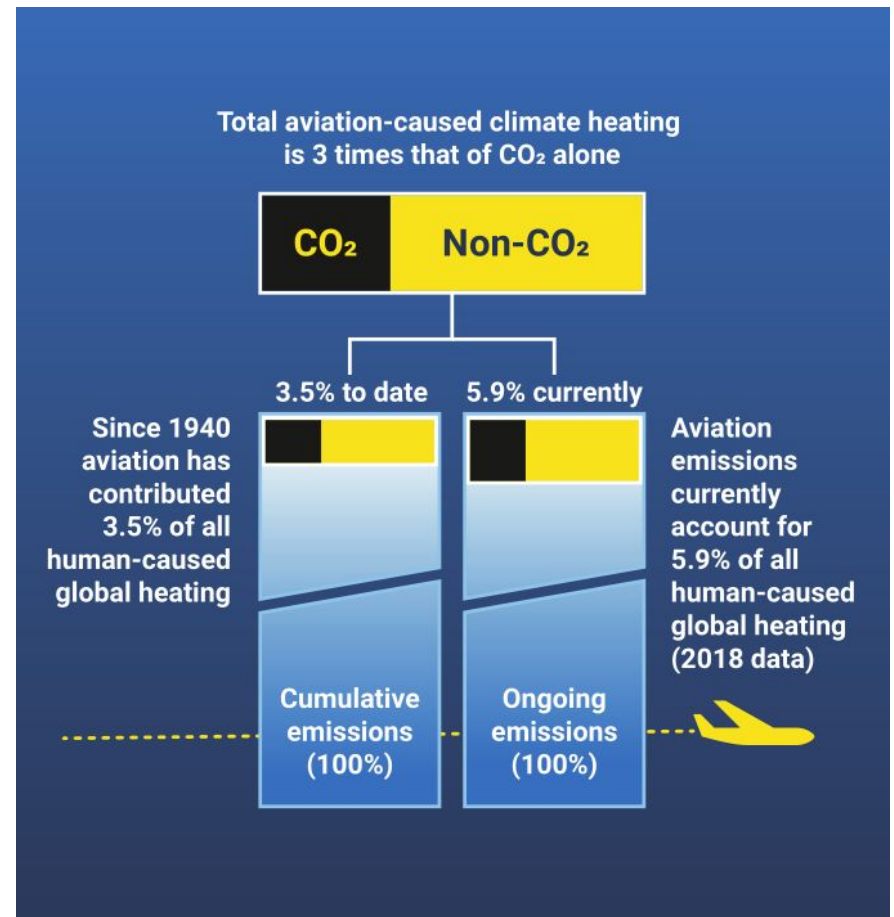 Total aviation-caused climate heating
is 3 times that of CO₂ alone
CO₂
Non-CO₂
3.5% to date
5.9% currently
Since 1940
aviation has
contributed
3.5% of all
human-caused
global heating
Aviation
emissions
currently
account for
5.9% of all
human-caused
global heating
(2018 data)
Cumulative
emissions
(100%)
Ongoing
emissions
(100%)